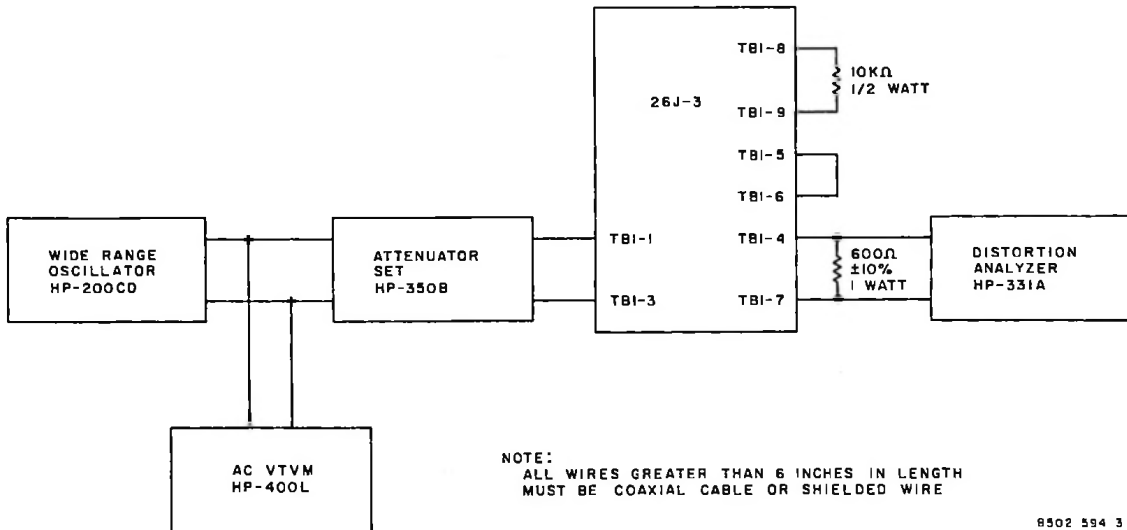 WIDE RANGE
OSCILLATOR
HP-200CD
ATTENUATOR
SET
HP-350B
AC VTVM
HP-400L
26J-3
TB1-1
TB1-3
TB1-8
TB1-9
TB1-5
TB1-6
TB1-4
TB1-7
10KΩ
1/2 WATT
600Ω
±10%
1 WATT
DISTORTION
ANALYZER
HP-331A
NOTE:
ALL WIRES GREATER THAN 6 INCHES IN LENGTH
MUST BE COAXIAL CABLE OR SHIELDED WIRE
8502 594 3